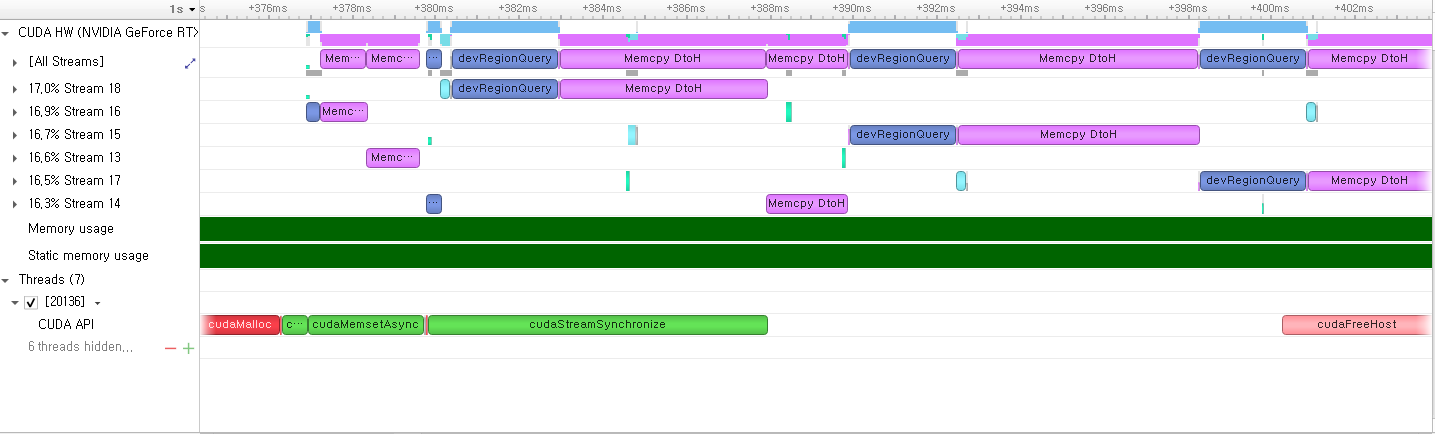 1s +376ms +378ms +380ms +382ms +384ms +386ms +388ms +390ms +392ms +394ms +396ms +398ms +400ms +402ms
CUDA HW (NVIDIA GeForce RTX
[All Streams] Mem... Memc... ... devRegionQuery Memcpy DtoH Memcpy DtoH devRegionQuery Memcpy DtoH devRegionQuery Memcpy DtoH
17,0% Stream 18 devRegionQuery Memcpy DtoH
16,9% Stream 16 Memc...
16,7% Stream 15 devRegionQuery Memcpy DtoH
16,6% Stream 13 Memc...
16,5% Stream 17 devRegionQuery Memcpy DtoH
16,3% Stream 14 ... Memcpy DtoH
Memory usage
Static memory usage
Threads (7)
[20136]
CUDA API cudaMalloc c... cudaMemsetAsync cudaStreamSynchronize cudaFreeHost
6 threads hidden...